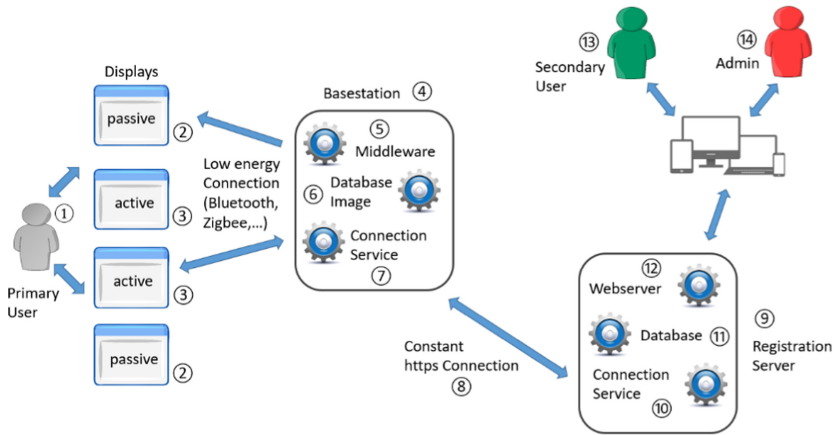 Displays
passive
②
active
③
active
③
passive
②
①
Primary
User
Low energy
Connection
(Bluetooth,
Zigbee,...)
Basestation ④
⑤
Middleware
⑥ Database
Image
Connection
Service
⑦
Constant
https Connection
⑧
⑬
Secondary
User
⑭
Admin
⑫
Webserver
Database ⑪
Connection
Service
⑩
⑨
Registration
Server